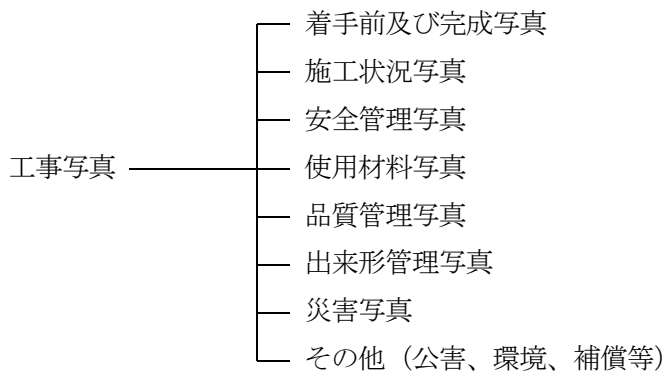 着手前及び完成写真
施工状況写真
安全管理写真
工事写真
使用材料写真
品質管理写真
出来形管理写真
災害写真
その他（公害、環境、補償等）